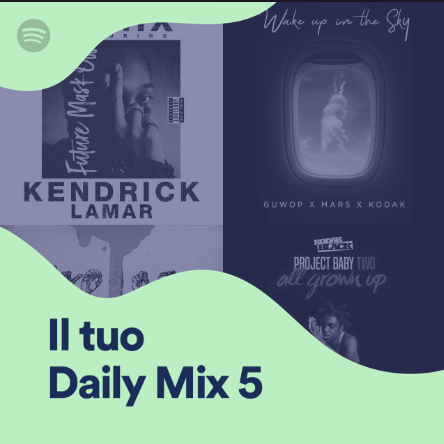 Wake up in the Sky
Future Mask Off
KENDRICK
LAMAR
GUWOP X MARS X KODAK
PROJECT BABY TWO
all grown up
Il tuo
Daily Mix 5